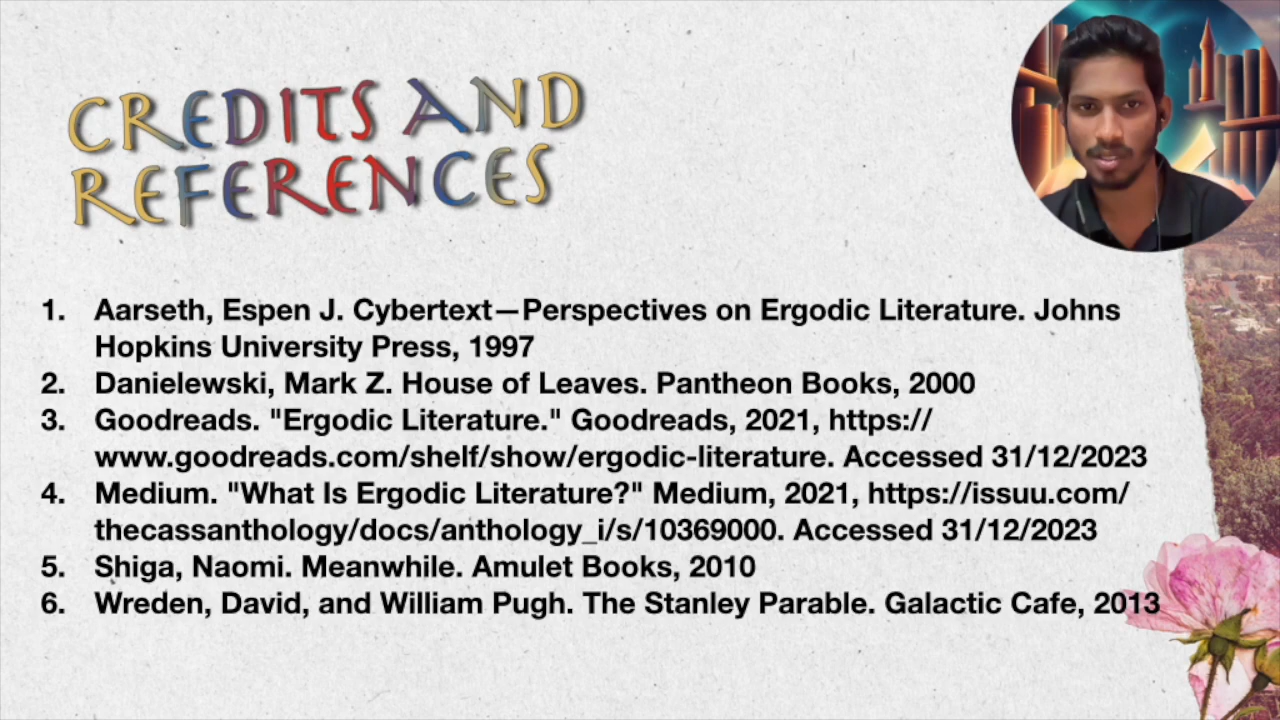 CREDITS AND
REFERENCES
1. Aarseth, Espen J. Cybertext—Perspectives on Ergodic Literature. Johns
Hopkins University Press, 1997
2. Danielewski, Mark Z. House of Leaves. Pantheon Books, 2000
3. Goodreads. "Ergodic Literature." Goodreads, 2021, https://
www.goodreads.com/shelf/show/ergodic-literature. Accessed 31/12/2023
4. Medium. "What Is Ergodic Literature?" Medium, 2021, https://issuu.com/
thecassanthology/docs/anthology_i/s/10369000. Accessed 31/12/2023
5. Shiga, Naomi. Meanwhile. Amulet Books, 2010
6. Wreden, David, and William Pugh. The Stanley Parable. Galactic Cafe, 2013